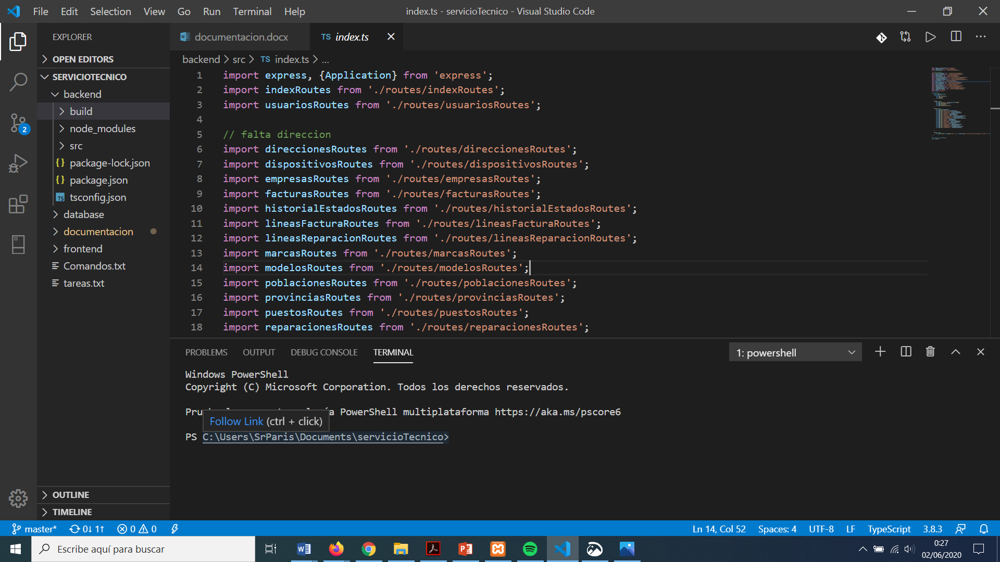 File Edit Selection View Go Run Terminal Help
index.ts - servicioTecnico - Visual Studio Code
EXPLORER
OPEN EDITORS
SERVICIOTECNICO
backend
build
node_modules
src
package-lock.json
package.json
tsconfig.json
database
documentacion
frontend
Comandos.txt
tareas.txt
OUTLINE
TIMELINE
2
documentacion.docx
TS index.ts
backend > src > TS index.ts > ...
1 import express, {Application} from 'express';
2 import indexRoutes from './routes/indexRoutes';
3 import usuariosRoutes from './routes/usuariosRoutes';
4
5 // falta direccion
6 import direccionesRoutes from './routes/direccionesRoutes';
7 import dispositivosRoutes from './routes/dispositivosRoutes';
8 import empresasRoutes from './routes/empresasRoutes';
9 import facturasRoutes from './routes/facturasRoutes';
10 import historialEstadosRoutes from './routes/historialEstadosRoutes';
11 import lineasFacturaRoutes from './routes/lineasFacturaRoutes';
12 import lineasReparacionRoutes from './routes/lineasReparacionRoutes';
13 import marcasRoutes from './routes/marcasRoutes';
14 import modelosRoutes from './routes/modelosRoutes';
15 import poblacionesRoutes from './routes/poblacionesRoutes';
16 import provinciasRoutes from './routes/provinciasRoutes';
17 import puestosRoutes from './routes/puestosRoutes';
18 import reparacionesRoutes from './routes/reparacionesRoutes';
PROBLEMS OUTPUT DEBUG CONSOLE TERMINAL
1: powershell
Windows PowerShell
Copyright (C) Microsoft Corporation. Todos los derechos reservados.
PowerShell multiplataforma https://aka.ms/pscore6
Follow Link (ctrl + click)
PS C:\Users\SrParis\Documents\servicioTecnico>
master* 0↓ 1↑ 0 0
Ln 14, Col 52 Spaces: 4 UTF-8 LF TypeScript 3.8.3
Escribe aquí para buscar
0:27
02/06/2020